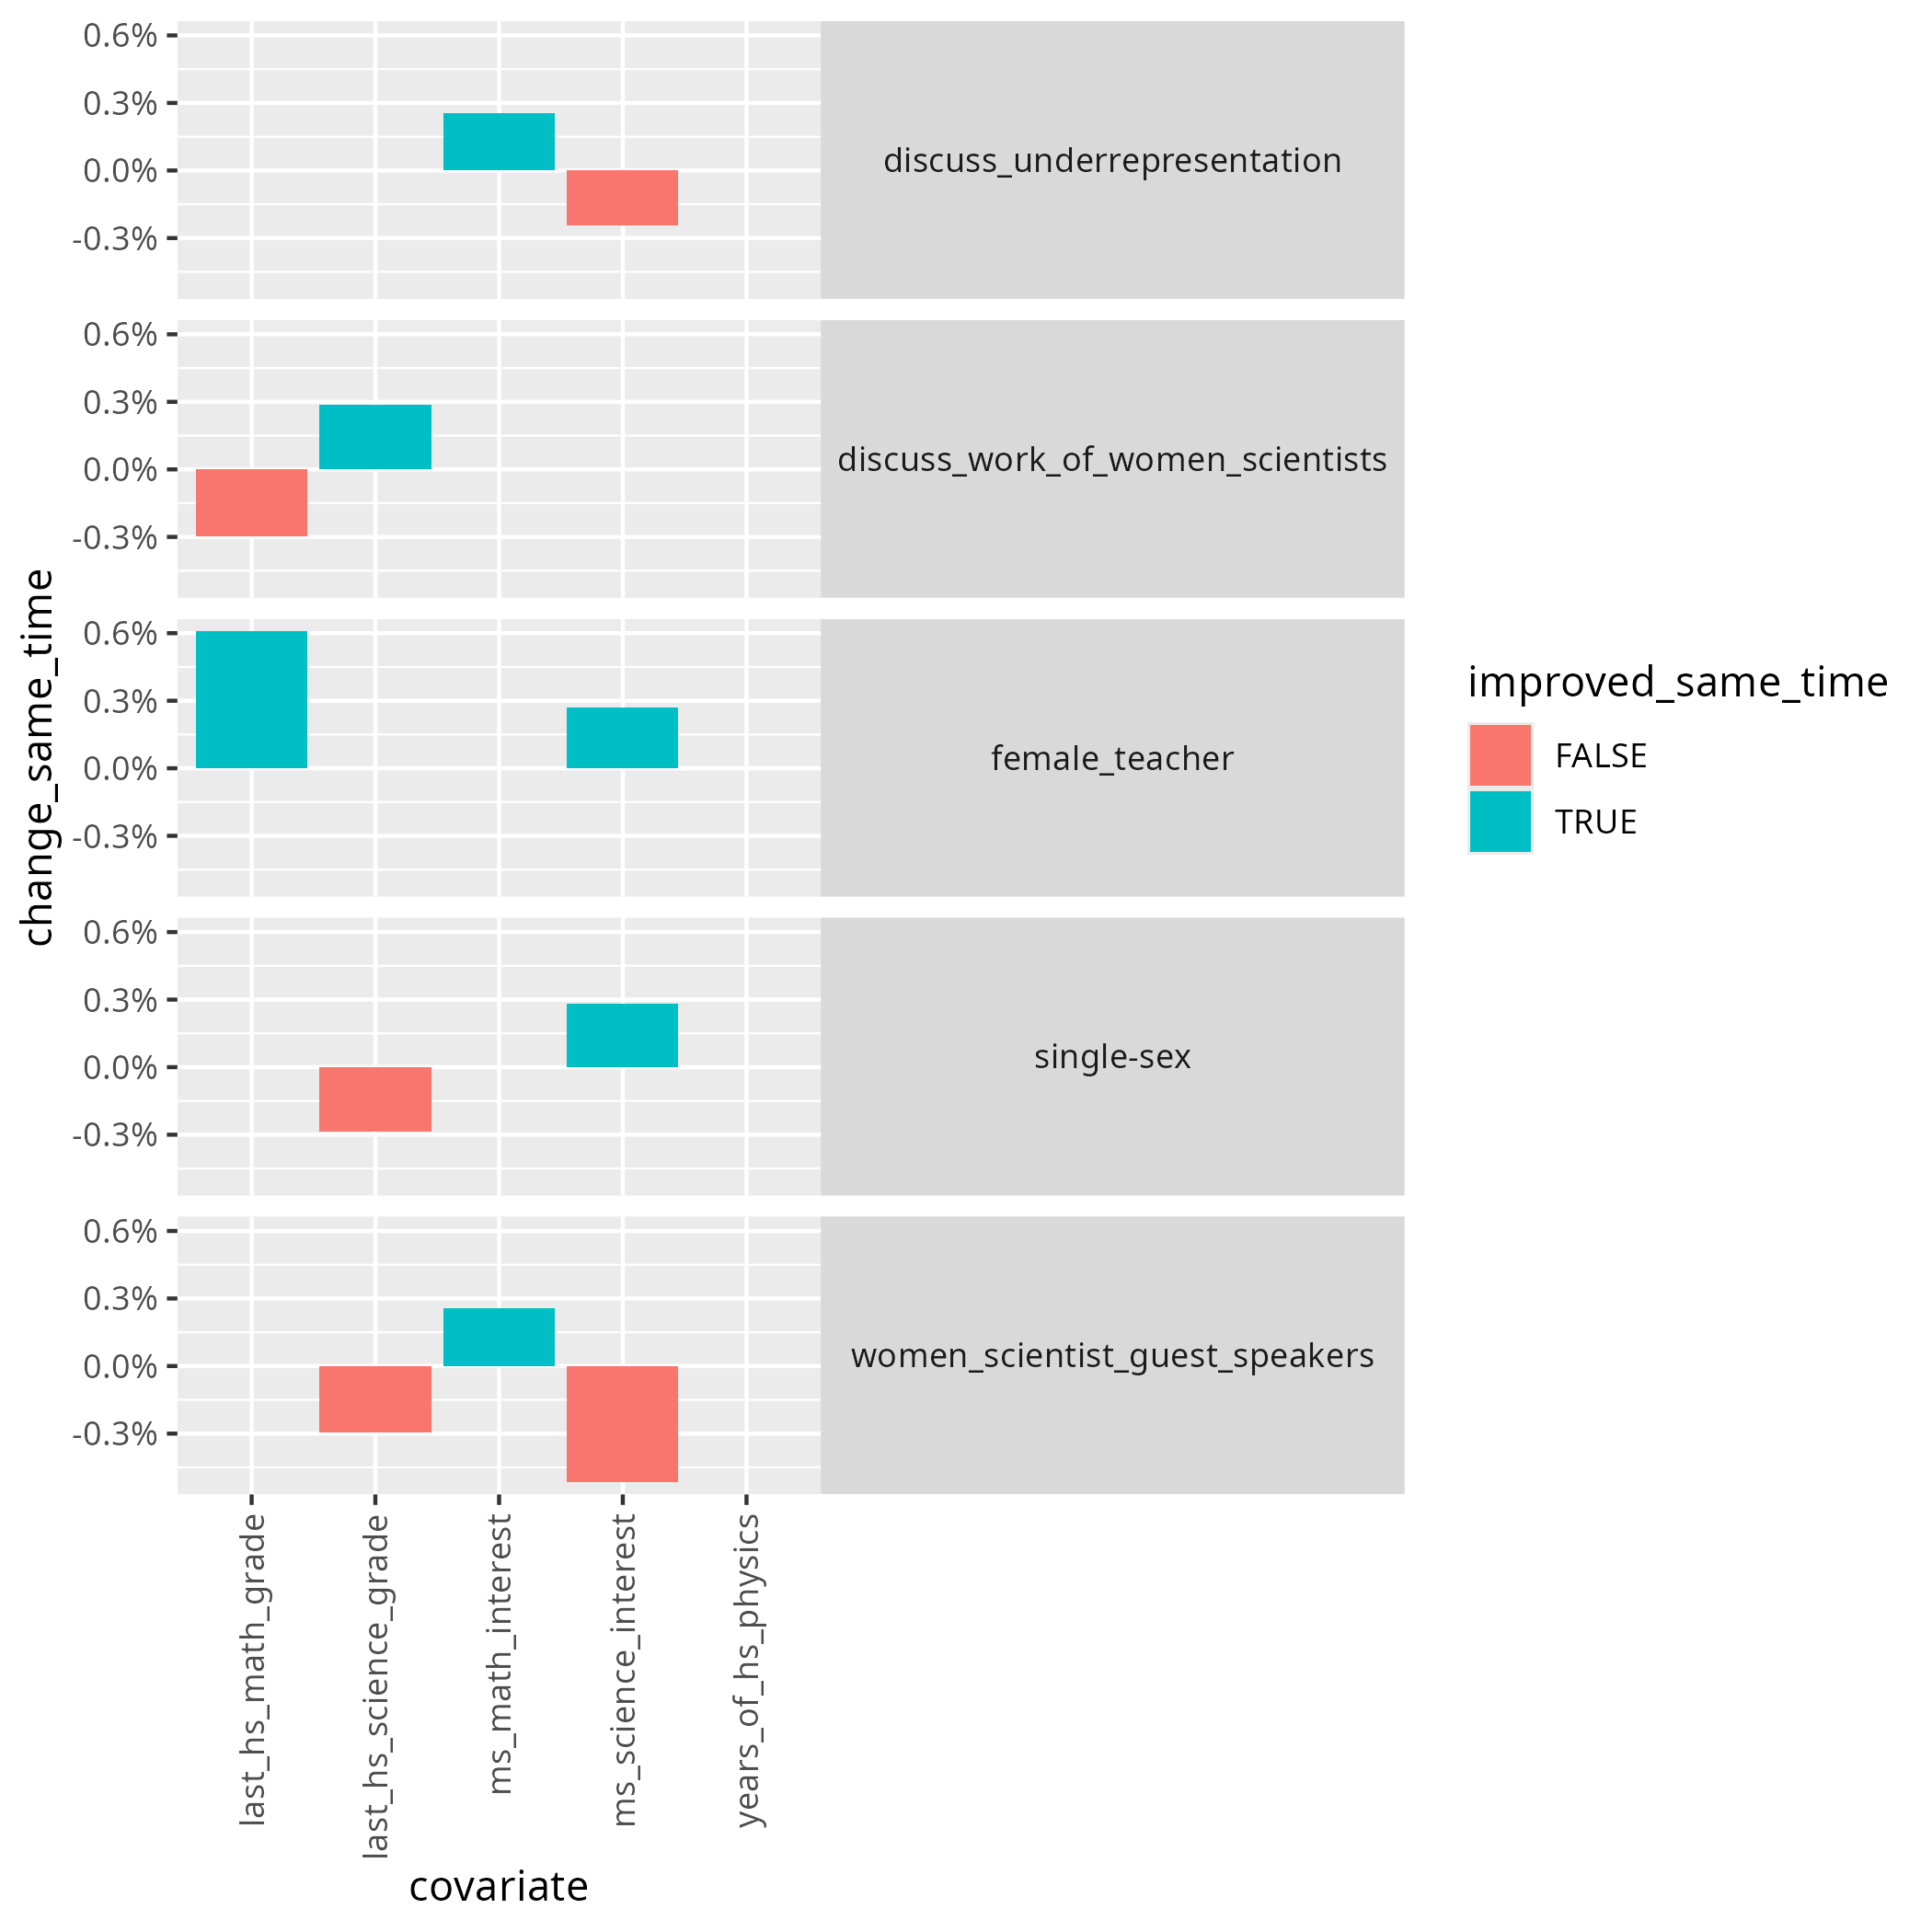 0.6%
0.3%
0.0%
-0.3%
discuss_underrepresentation
0.6%
0.3%
0.0%
-0.3%
discuss_work_of_women_scientists
0.6%
0.3%
0.0%
-0.3%
female_teacher
0.6%
0.3%
0.0%
-0.3%
single-sex
0.6%
0.3%
0.0%
-0.3%
women_scientist_guest_speakers
change_same_time
last_hs_math_grade
last_hs_science_grade
ms_math_interest
ms_science_interest
years_of_hs_physics
covariate
improved_same_time
FALSE
TRUE